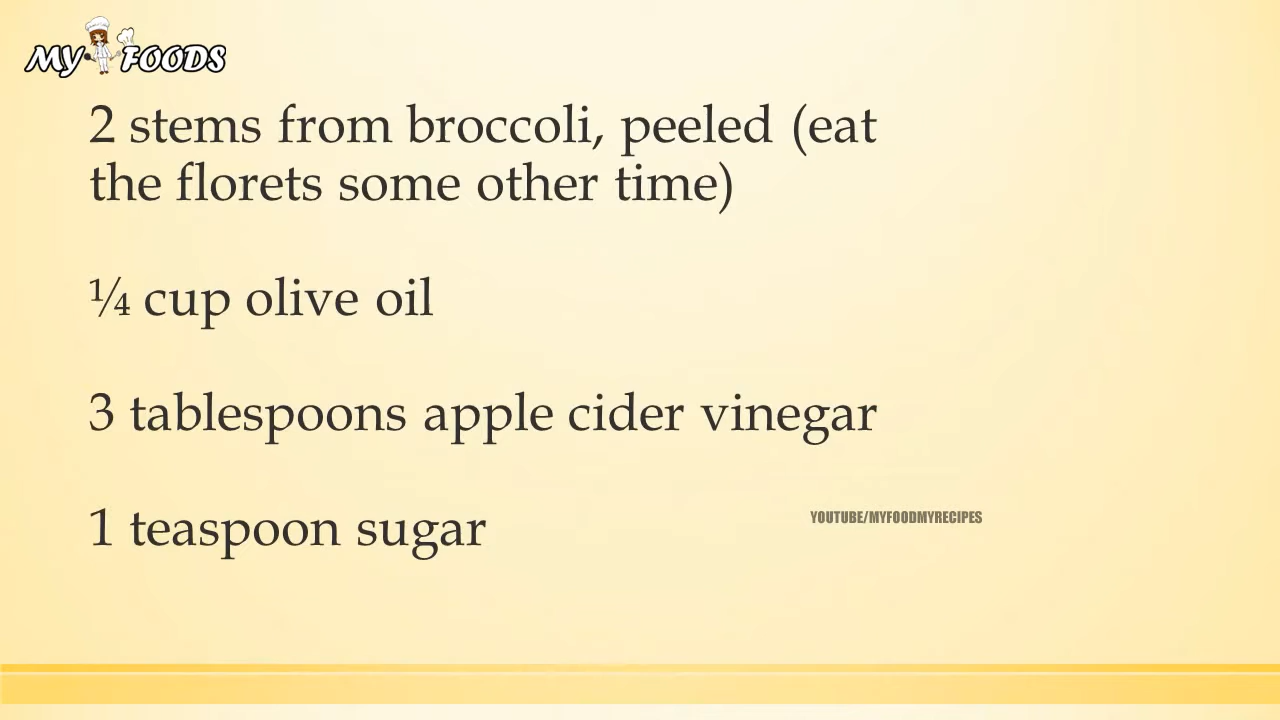 MY FOODS
2 stems from broccoli, peeled (eat
the florets some other time)
¼ cup olive oil
3 tablespoons apple cider vinegar
1 teaspoon sugar
YOUTUBE/MYFOODMYRECIPES